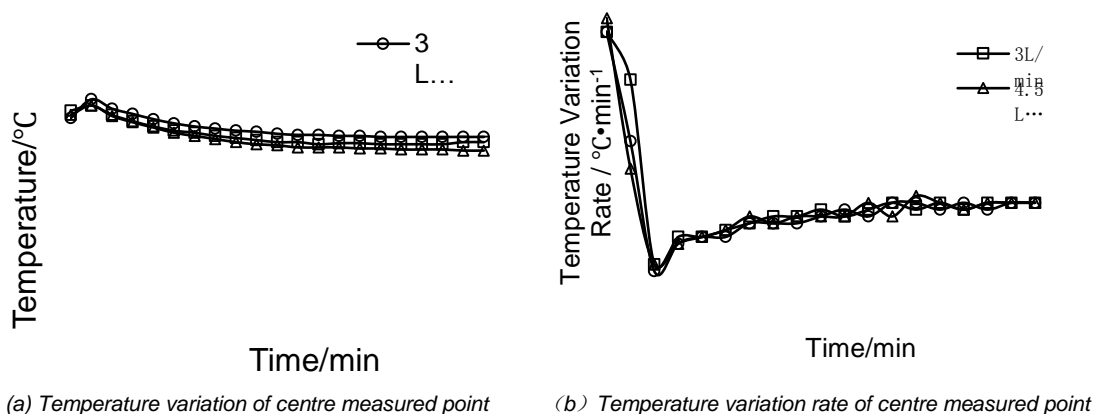 3
L…
Temperature/℃
Time/min
(a) Temperature variation of centre measured point
Temperature Variation
Rate / ℃•min-1
3L/
min
4.5
L…
Time/min
（b） Temperature variation rate of centre measured point